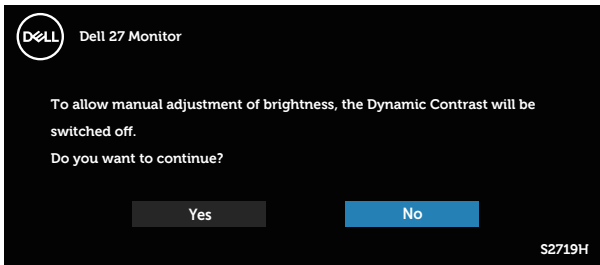 DELL
Dell 27 Monitor
To allow manual adjustment of brightness, the Dynamic Contrast will be
switched off.
Do you want to continue?
Yes
No
S2719H